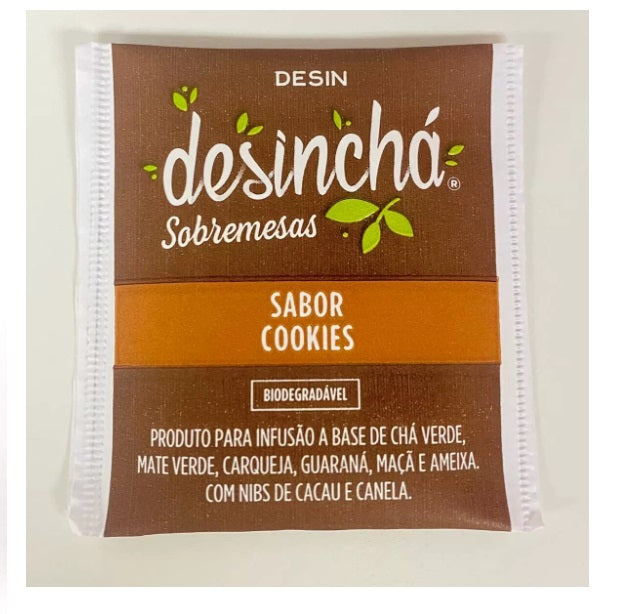 DESIN
desinchá®
Sobremesas
SABOR
COOKIES
BIODEGRADÁVEL
PRODUTO PARA INFUSÃO A BASE DE CHÁ VERDE,
MATE VERDE, CARQUEJA, GUARANÁ, MAÇÃ E AMEIXA.
COM NIBS DE CACAU E CANELA.